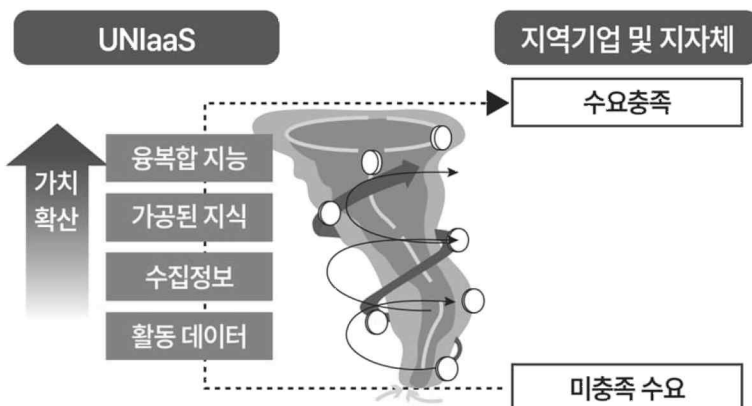 UNIaaS
지역기업 및 지자체
수요충족
가치
확산
융복합 지능
가공된 지식
수집정보
활동 데이터
미충족 수요